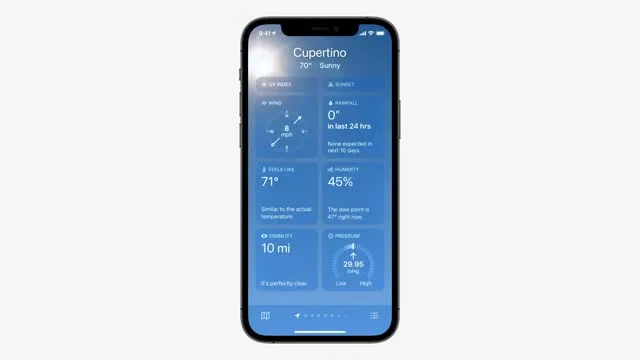 9:41
Cupertino
70° Sunny
UV INDEX
SUNSET
WIND
N
W
E
S
8
mph
RAINFALL
0"
in last 24 hrs
None expected in
next 10 days.
FEELS LIKE
71°
Similar to the actual
temperature.
HUMIDITY
45%
The dew point is
47° right now.
VISIBILITY
10 mi
It's perfectly clear.
PRESSURE
29.95
inHg
Low
High